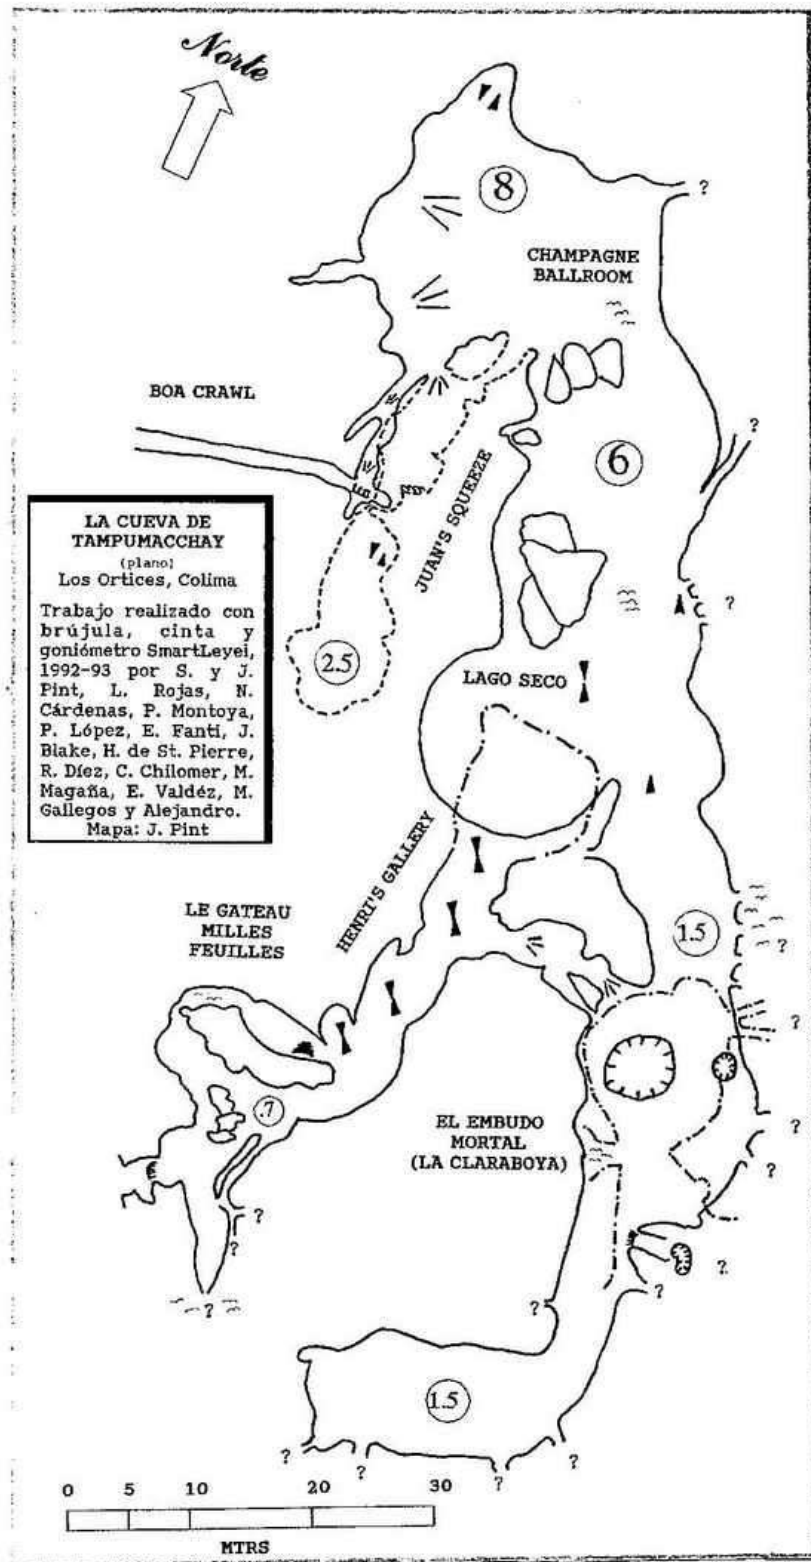 Norte
8
?
CHAMPAGNE
BALLROOM
BOA CRAWL
?
6
JUAN'S SQUEEZE
LA CUEVA DE
TAMPUMACCHAY
(plano)
Los Ortices, Colima
Trabajo realizado con
brújula, cinta y
goniómetro SmartLeyei,
1992-93 por S. y J.
Pint, L. Rojas, N.
Cárdenas, P. Montoya,
P. López, E. Fanti, J.
Blake, H. de St. Pierre,
R. Díez, C. Chilomer, M.
Magaña, E. Valdéz, M.
Gallegos y Alejandro.
Mapa: J. Pint
?
2.5
LAGO SECO
HENRI'S GALLERY
LE GATEAU
MILLES
FEUILLES
1.5
?
?
.7
EL EMBUDO
MORTAL
(LA CLARABOYA)
?
?
?
?
?
?
?
?
?
1.5
?
?
?
?
0 5 10 20 30
MTRS